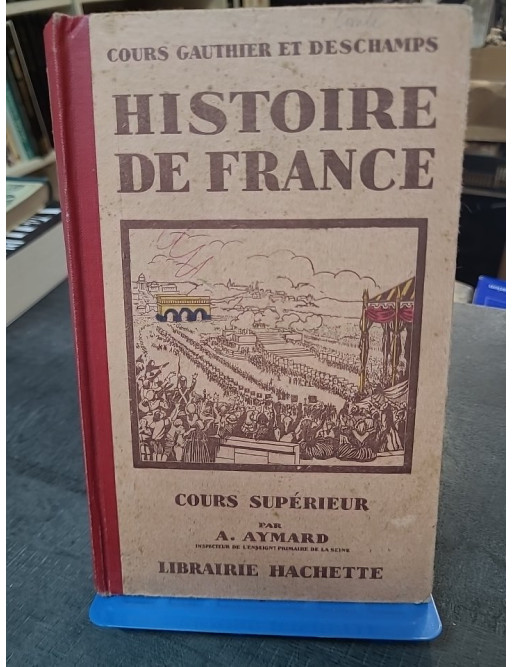 COURS GAUTHIER ET DESCHAMPS
HISTOIRE
DE FRANCE
COURS SUPÉRIEUR
PAR
A. AYMARD
INSPECTEUR DE L'ENSEIGNT PRIMAIRE DE LA SEINE
LIBRAIRIE HACHETTE